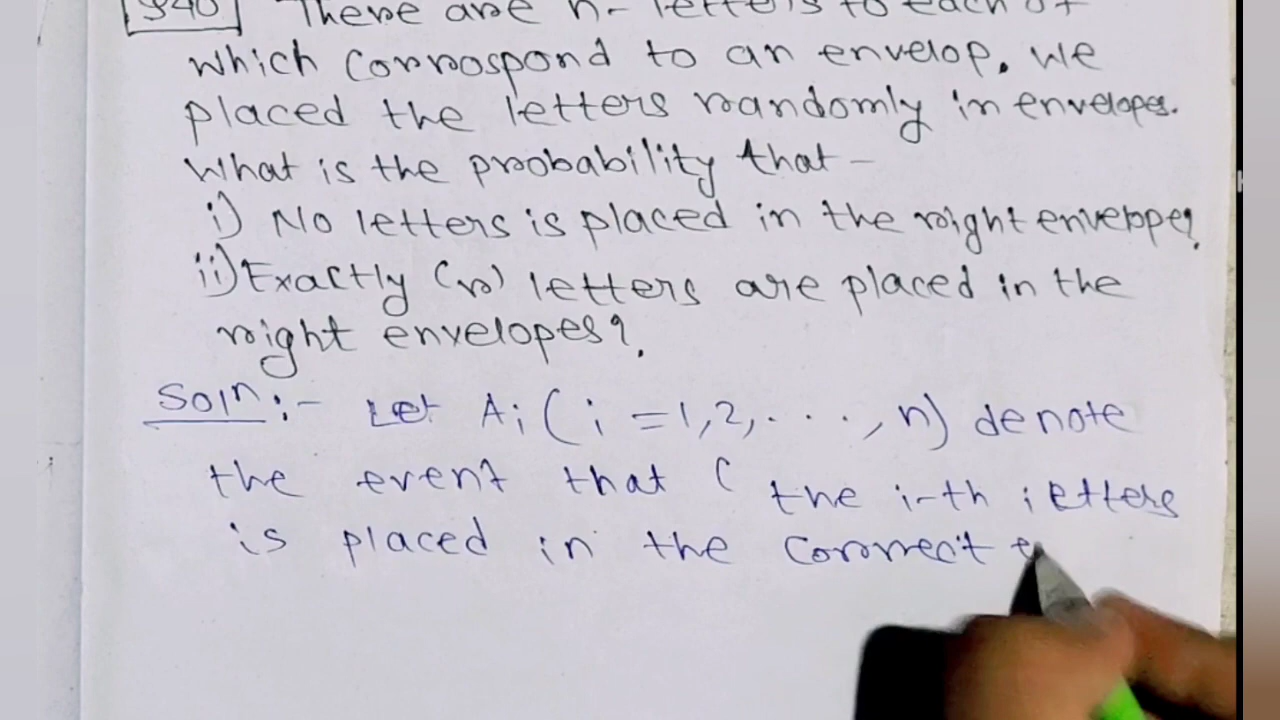 There are n- letters to each of
which corrospond to an envelop. we
placed the letters randomly in envelopes.
What is the probability that –
i) No letters is placed in the right envelope?
ii) Exactly (r) letters are placed in the
right envelopes?
Solⁿ :- Let Ai ( i = 1, 2, . . . , n) denote
the event that ( the i-th letters
is placed in the correct